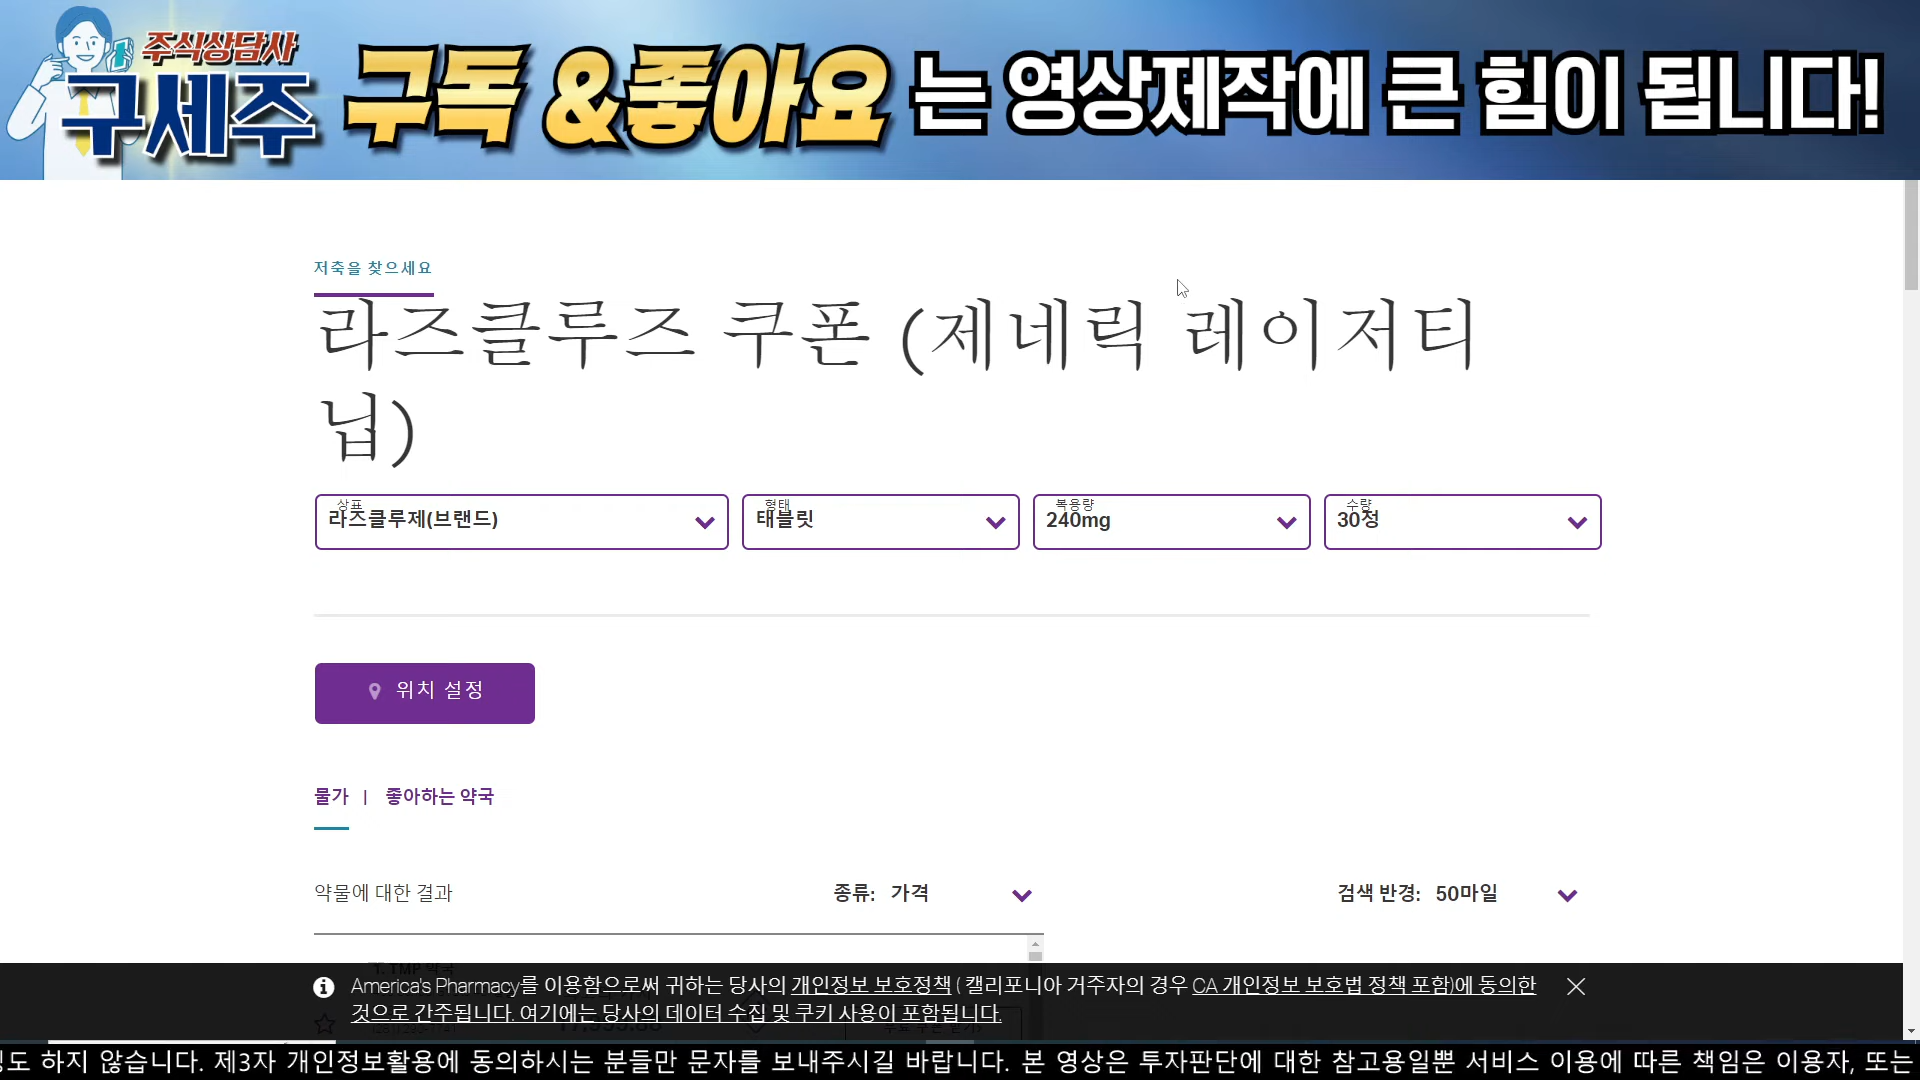 주식상담사
구세주
구독 &좋아요 는 영상제작에 큰 힘이 됩니다!
저축을 찾으세요
라즈클루즈 쿠폰 (제네릭 레이저티
닙)
상표 형태 복용량 수량
라즈클루제(브랜드) 태블릿 240mg 30정
위치 설정
물가 | 좋아하는 약국
약물에 대한 결과 종류: 가격 검색 반경: 50마일
America's Pharmacy를 이용함으로써 귀하는 당사의 개인정보 보호정책 ( 캘리포니아 거주자의 경우 CA 개인정보 보호법 정책 포함)에 동의한
것으로 간주됩니다. 여기에는 당사의 데이터 수집 및 쿠키 사용이 포함됩니다.
도 하지 않습니다. 제3자 개인정보활용에 동의하시는 분들만 문자를 보내주시길 바랍니다. 본 영상은 투자판단에 대한 참고용일뿐 서비스 이용에 따른 책임은 이용자, 또는